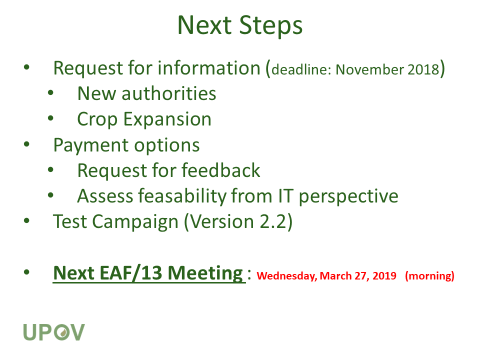 Next Steps
• Request for information (deadline: November 2018)
• New authorities
• Crop Expansion
• Payment options
• Request for feedback
• Assess feasability from IT perspective
• Test Campaign (Version 2.2)
• Next EAF/13 Meeting : Wednesday, March 27, 2019 (morning)
UPOV